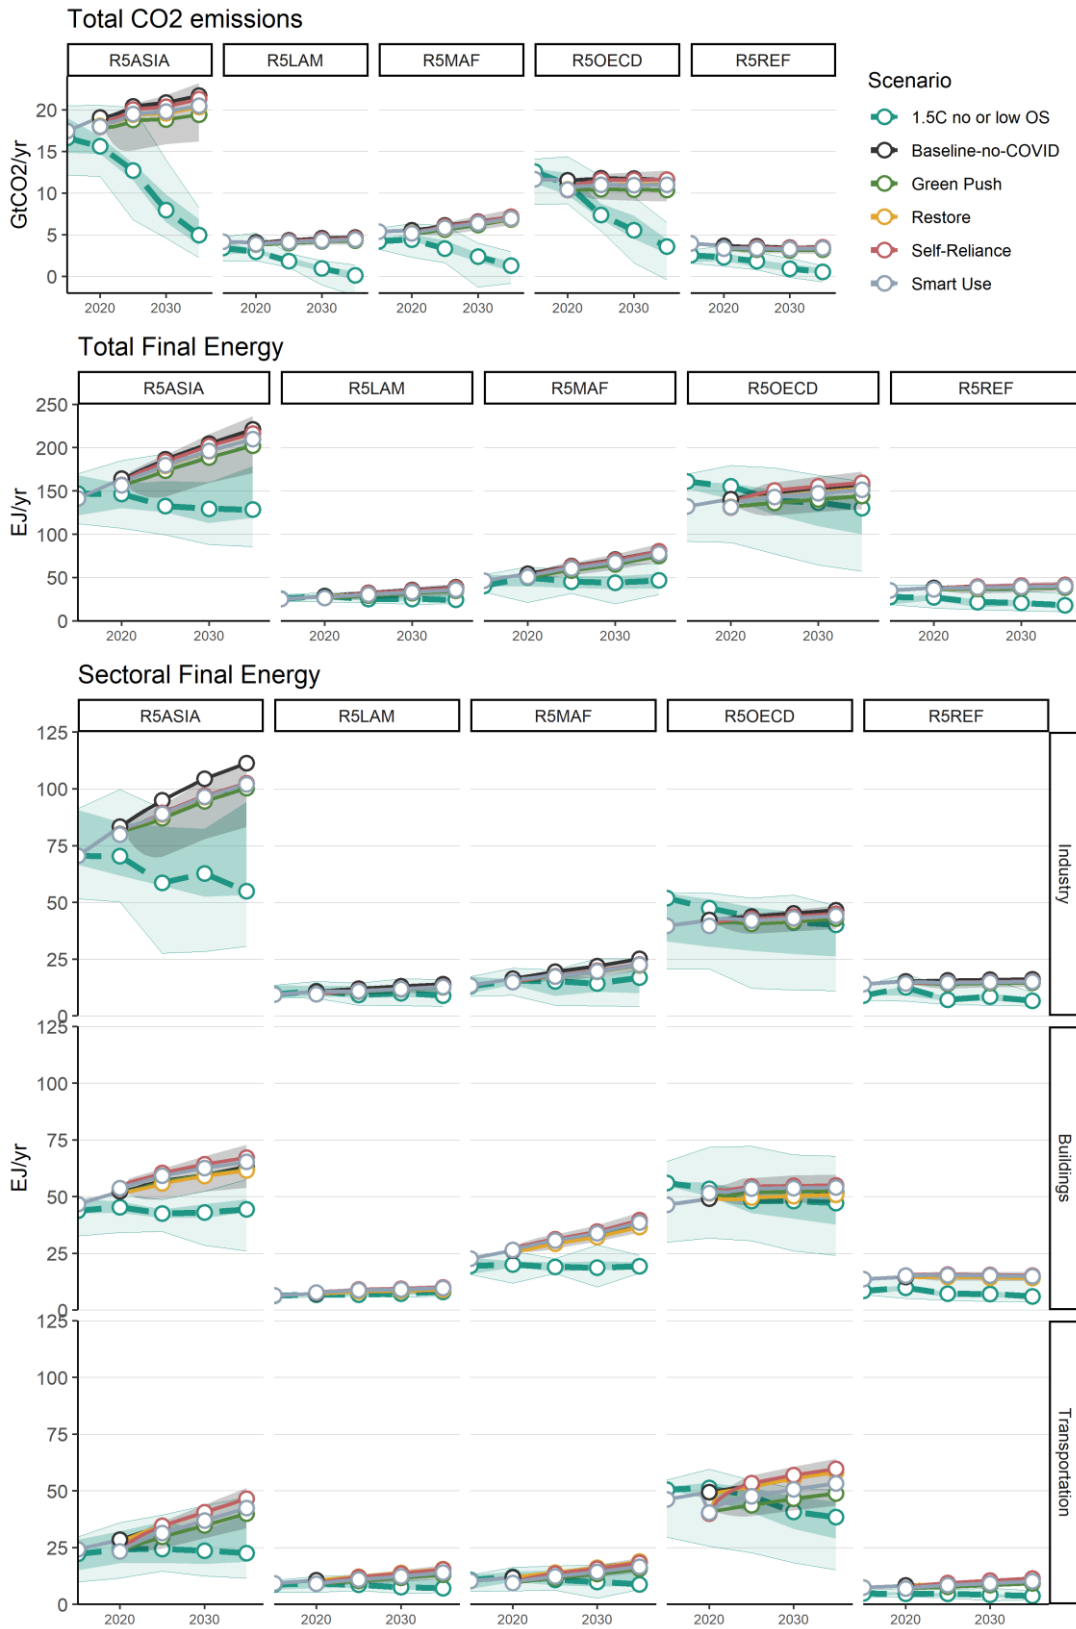 Total CO2 emissions
R5ASIA R5LAM R5MAF R5OECD R5REF
GtCO2/yr
20
15
10
5
0
2020 2030 2020 2030 2020 2030 2020 2030 2020 2030
Scenario
1.5C no or low OS
Baseline-no-COVID
Green Push
Restore
Self-Reliance
Smart Use
Total Final Energy
R5ASIA R5LAM R5MAF R5OECD R5REF
EJ/yr
250
200
150
100
50
0
2020 2030 2020 2030 2020 2030 2020 2030 2020 2030
Sectoral Final Energy
R5ASIA R5LAM R5MAF R5OECD R5REF
EJ/yr
125
100
75
50
25
0
Industry
125
100
75
50
25
0
Buildings
125
100
75
50
25
0
Transportation
2020 2030 2020 2030 2020 2030 2020 2030 2020 2030